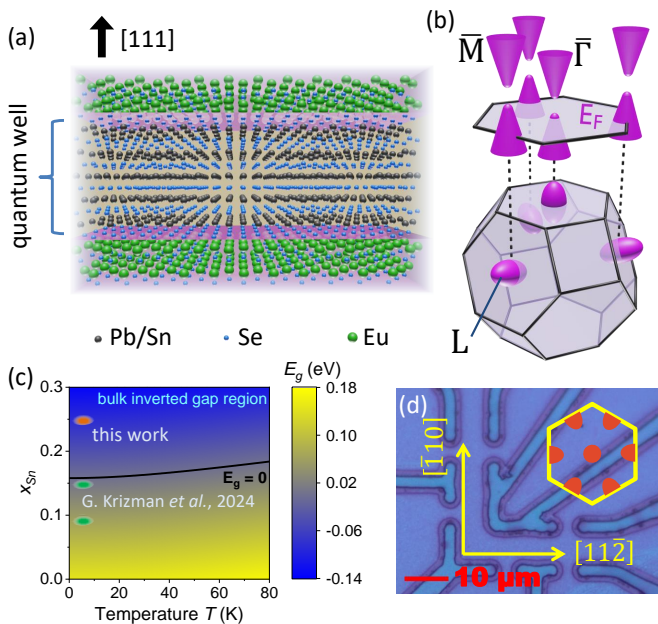 (a)
[111]
quantum well
Pb/Sn
Se
Eu
(b)
M̄
Γ̄
E_F
L
(c)
E_g (eV)
0.3
0.2
0.1
0.0
x_Sn
bulk inverted gap region
this work
E_g = 0
G. Krizman et al., 2024
0 20 40 60 80
Temperature T (K)
0.18
0.10
0.02
-0.06
-0.14
(d)
[1̄10]
[112̄]
10 μm